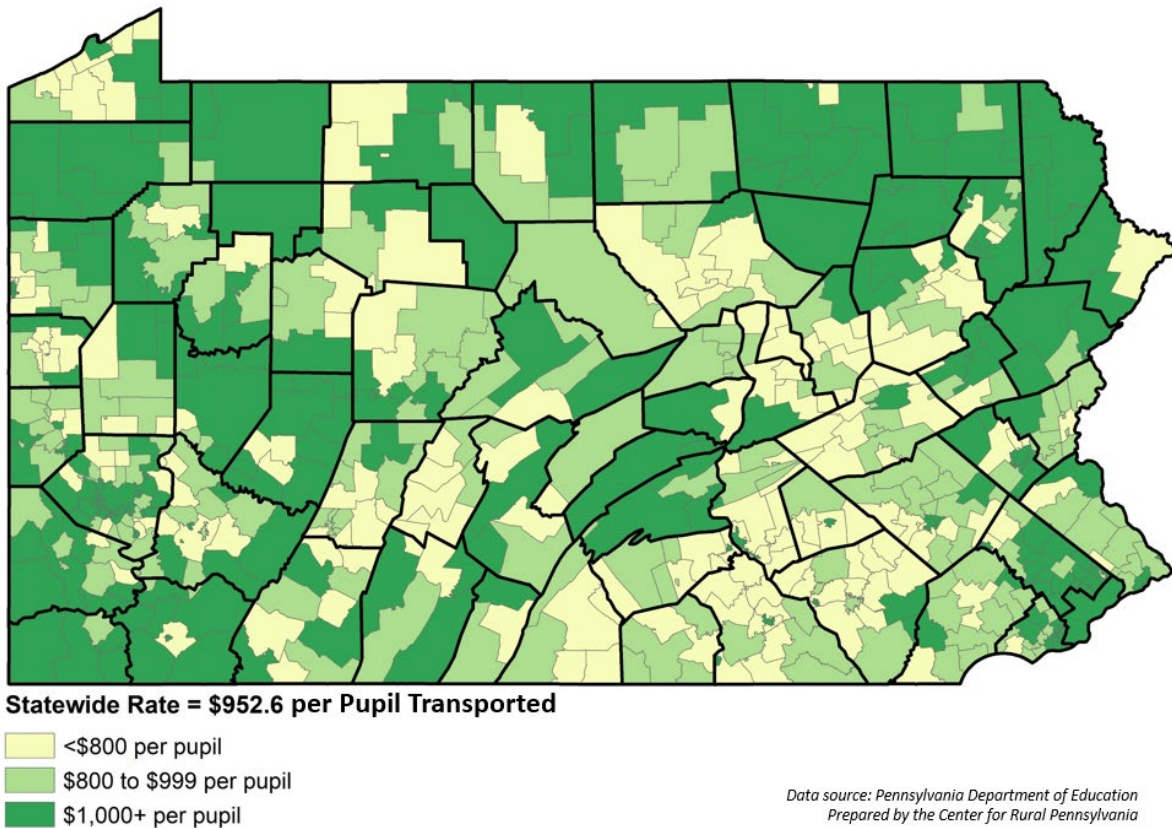 Statewide Rate = $952.6 per Pupil Transported
<$800 per pupil
$800 to $999 per pupil
$1,000+ per pupil
Data source: Pennsylvania Department of Education
Prepared by the Center for Rural Pennsylvania